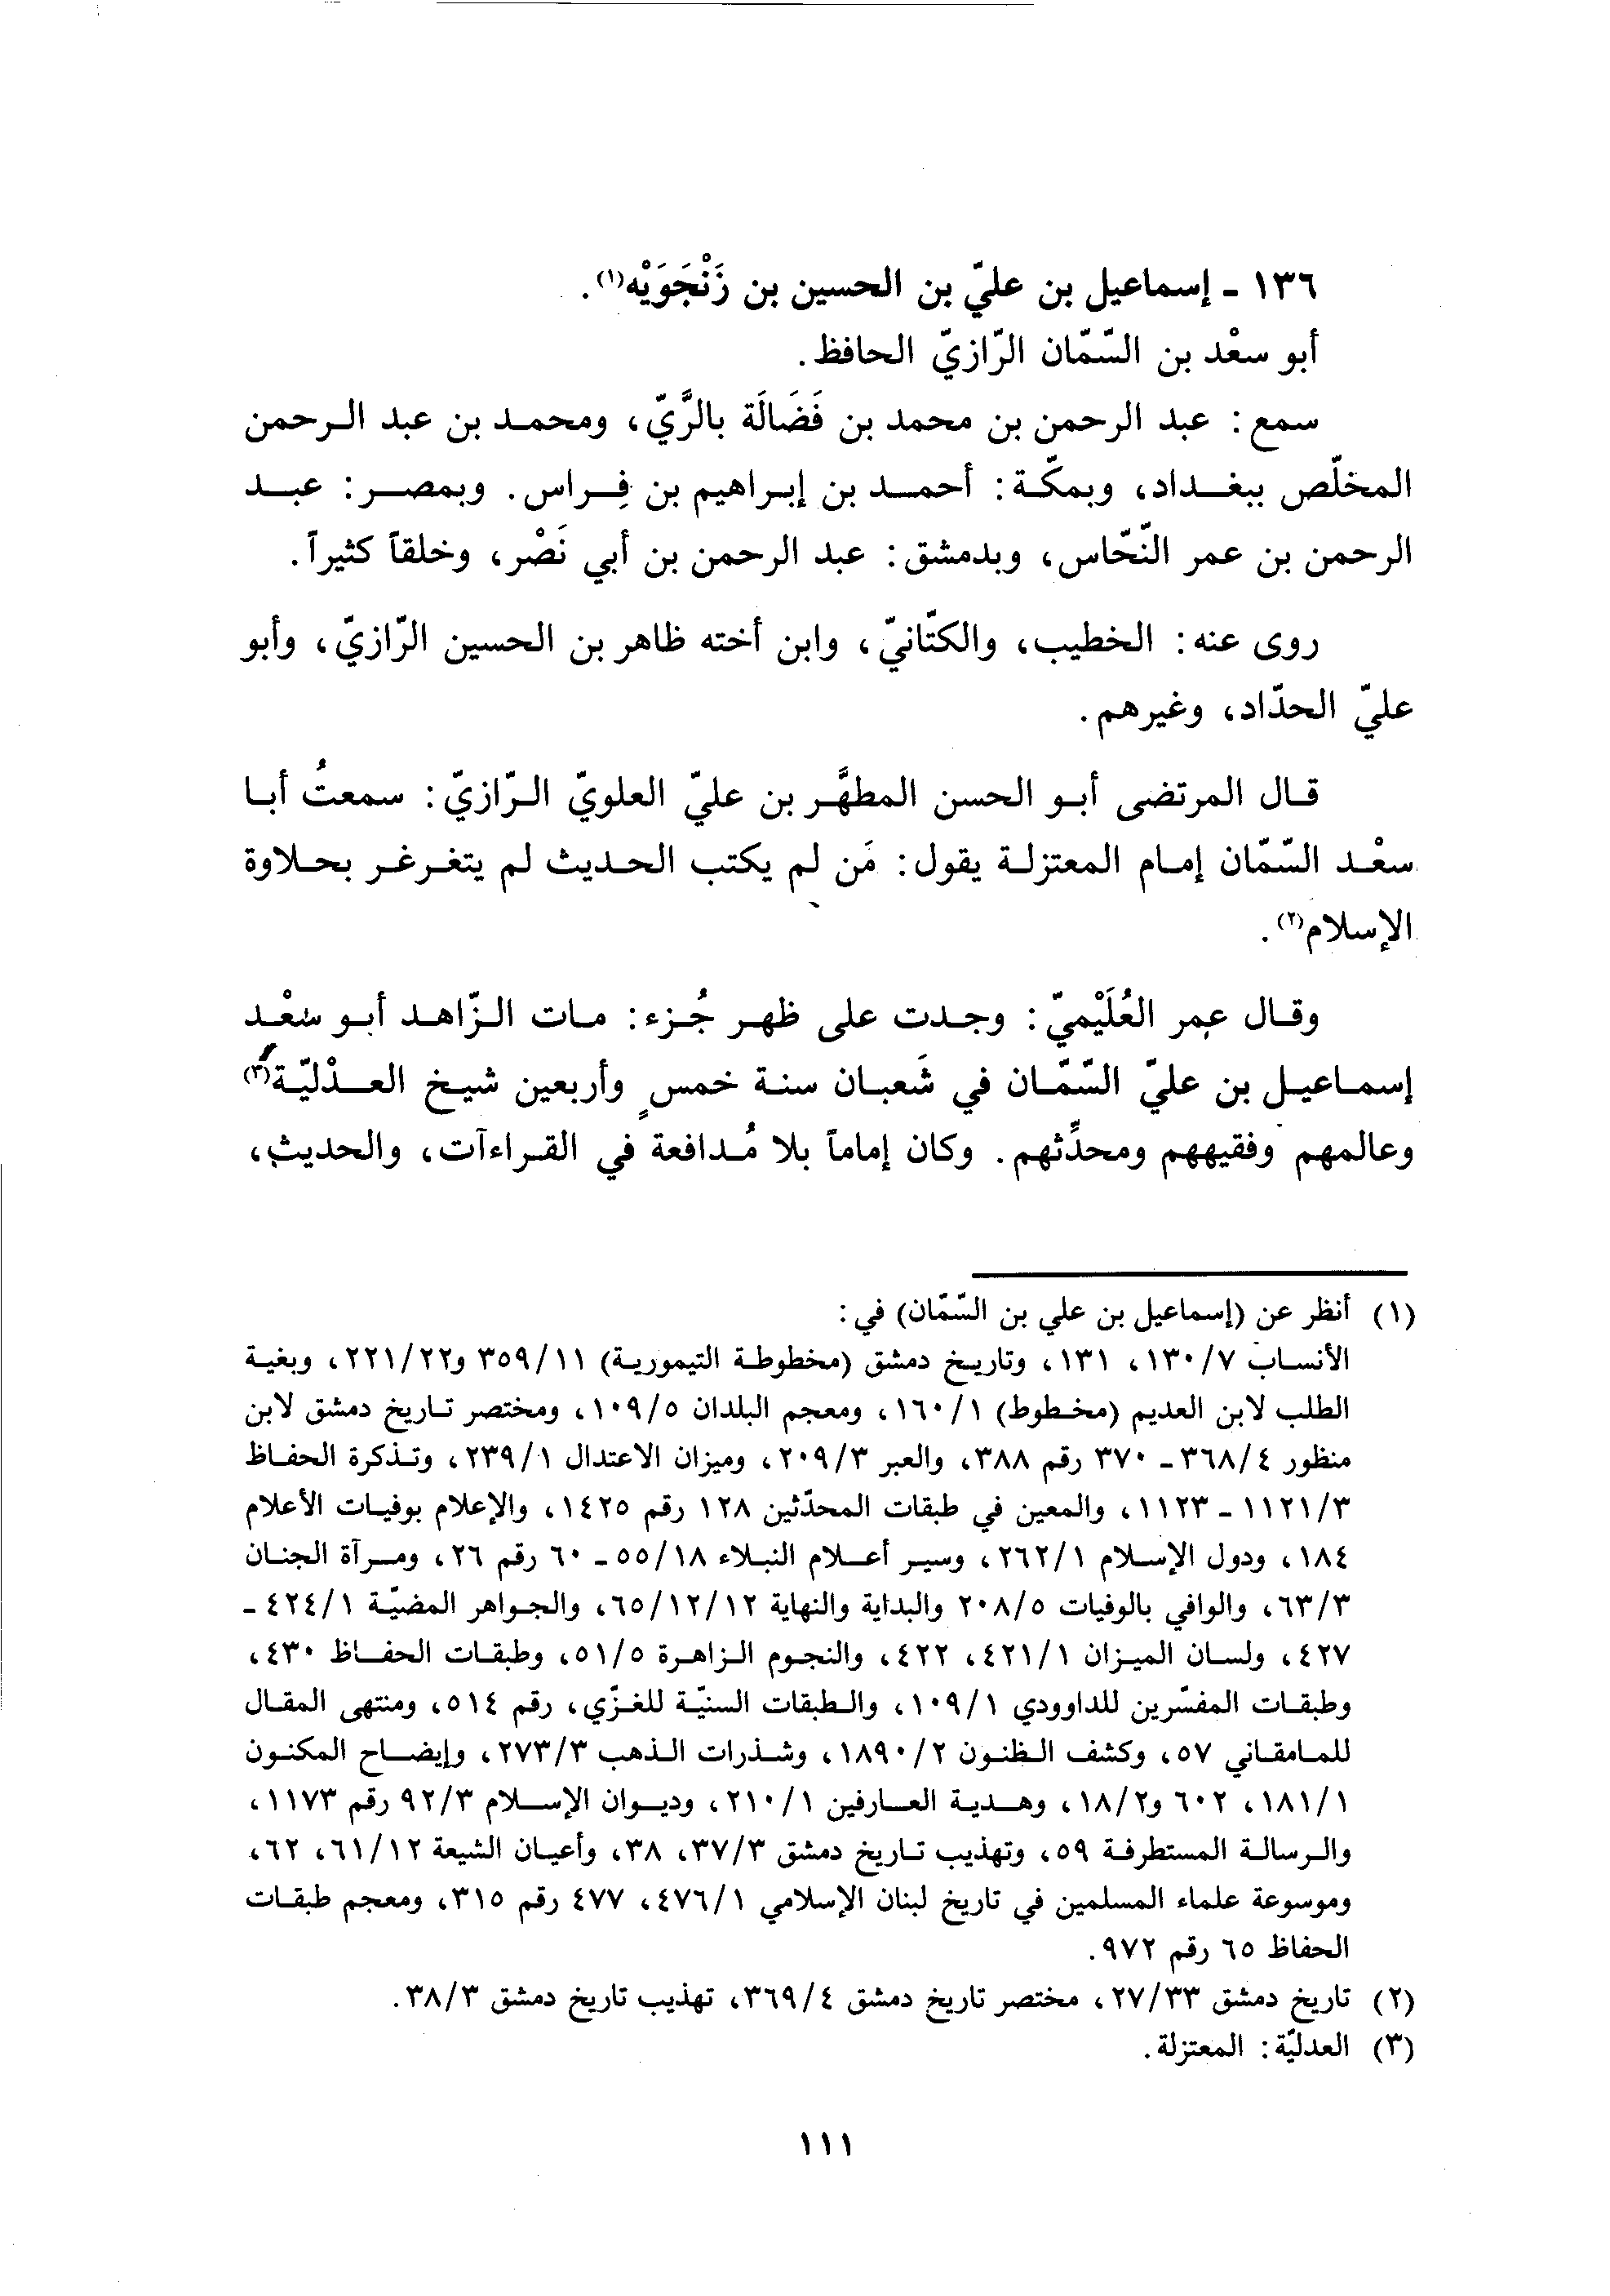 ١٣٦ - إسماعيل بن عليّ بن الحسين بن زَنْجَوَيْه(١).
أبو سعْد بن السّمّان الرّازيّ الحافظ.
سمع: عبد الرحمن بن محمد بن فَضَالَة بالرَّيّ، ومحمد بن عبد الرحمن
المخلّص ببغداد، وبمكّة: أحمد بن إبراهيم بن فِراس. وبمصر: عبد
الرحمن بن عمر النّحّاس، وبدمشق: عبد الرحمن بن أبي نَصْر، وخلقاً كثيراً.
روى عنه: الخطيب، والكتّانيّ، وابن أخته ظاهر بن الحسين الرّازيّ، وأبو
عليّ الحدّاد، وغيرهم.
قال المرتضى أبو الحسن المطهَّر بن عليّ العلويّ الرّازيّ: سمعتُ أبا
سعْد السّمّان إمام المعتزلة يقول: مَن لم يكتب الحديث لم يتغرغر بحلاوة
الإسلام(٢).
وقال عمر العُلَيْميّ: وجدت على ظهر جُزء: مات الزّاهد أبو سعْد
إسماعيل بن عليّ السّمّان في شَعبان سنة خمسٍ وأربعين شيخ العدْليّة(٣)
وعالمهم وفقيههم ومحدِّثهم. وكان إماماً بلا مُدافعة في القراءآت، والحديث،
(١) أنظر عن (إسماعيل بن علي بن السّمّان) في:
الأنساب ٧/١٣٠، ١٣١، وتاريخ دمشق (مخطوطة التيمورية) ١١/٣٥٩ و٢٢/٢٢١، وبغية
الطلب لابن العديم (مخطوط) ١/١٦٠، ومعجم البلدان ٥/١٠٩، ومختصر تاريخ دمشق لابن
منظور ٤/٣٦٨ - ٣٧٠ رقم ٣٨٨، والعبر ٣/٢٠٩، وميزان الاعتدال ١/٢٣٩، وتذكرة الحفاظ
٣/١١٢١ - ١١٢٣، والمعين في طبقات المحدّثين ١٢٨ رقم ١٤٢٥، والإعلام بوفيات الأعلام
١٨٤، ودول الإسلام ١/٢٦٢، وسير أعلام النبلاء ١٨/٥٥ - ٦٠ رقم ٢٦، ومرآة الجنان
٣/٦٣، والوافي بالوفيات ٥/٢٠٨ والبداية والنهاية ١٢/١٢/٦٥، والجواهر المضيّة ١/٤٢٤ -
٤٢٧، ولسان الميزان ١/٤٢١، ٤٢٢، والنجوم الزاهرة ٥/٥١، وطبقات الحفاظ ٤٣٠،
وطبقات المفسّرين للداوودي ١/١٠٩، والطبقات السنيّة للغزّي، رقم ٥١٤، ومنتهى المقال
للمامقاني ٥٧، وكشف الظنون ٢/١٨٩٠، وشذرات الذهب ٣/٢٧٣، وإيضاح المكنون
١/١٨١، ٦٠٢ و٢/١٨، وهدية العارفين ١/٢١٠، وديوان الإسلام ٣/٩٢ رقم ١١٧٣،
والرسالة المستطرفة ٥٩، وتهذيب تاريخ دمشق ٣/٣٧، ٣٨، وأعيان الشيعة ١٢/٦١، ٦٢،
وموسوعة علماء المسلمين في تاريخ لبنان الإسلامي ١/٤٧٦، ٤٧٧ رقم ٣١٥، ومعجم طبقات
الحفاظ ٦٥ رقم ٩٧٢.
(٢) تاريخ دمشق ٢٧/٣٣، مختصر تاريخ دمشق ٤/٣٦٩، تهذيب تاريخ دمشق ٣/٣٨.
(٣) العدليّة: المعتزلة.
١١١